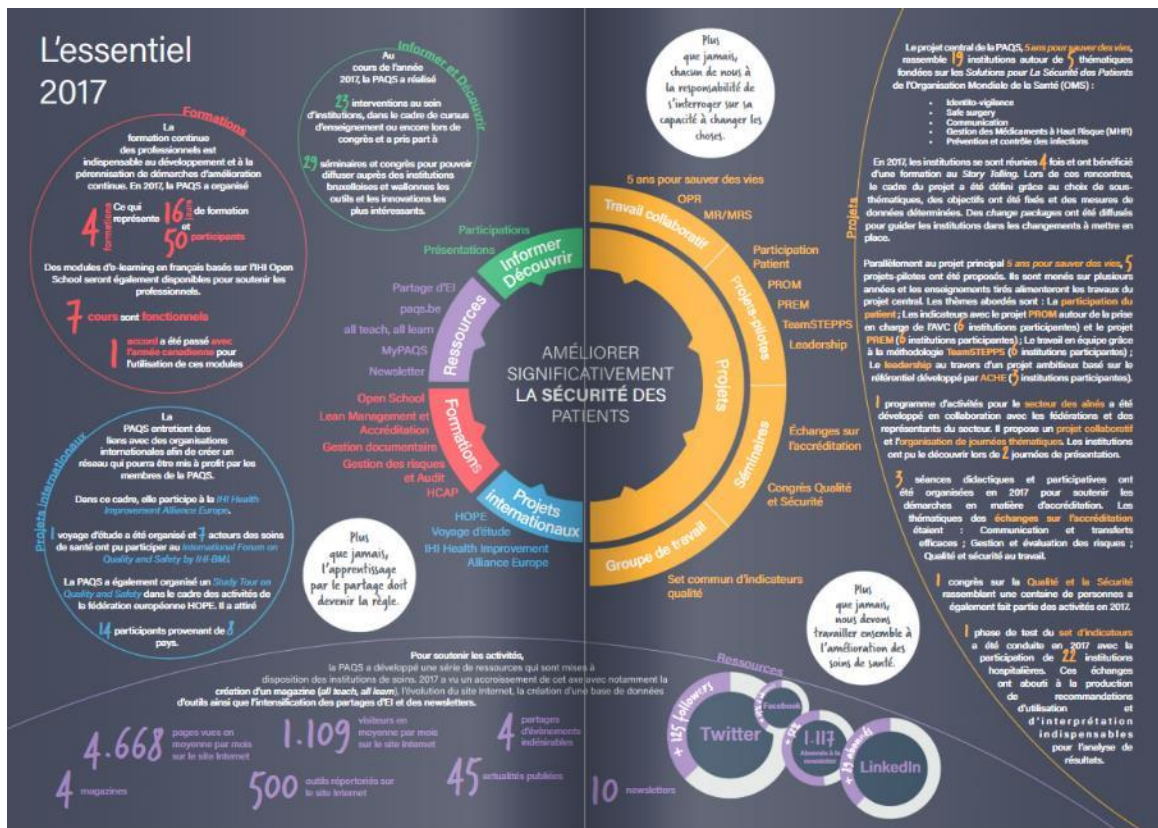 L'essentiel
2017
Formations
La
formation continue
des professionnels est
indispensable au développement et à la
pérennisation de démarches d'amélioration
continue. En 2017, la PAQS a organisé
4 formations
Ce qui
représente
16 jours
de formation
et
50 participants
Des modules d'e-learning en français basés sur l'IHI Open
School seront également disponibles pour soutenir les
professionnels.
7 cours sont fonctionnels
1
accord a été passé avec
l'armée canadienne pour
l'utilisation de ces modules
Informer et Découvrir
Au
cours de l'année
2017, la PAQS a réalisé
23 interventions au sein
d'institutions, dans le cadre de cursus
d'enseignement ou encore lors de
congrès et a pris part à
29 séminaires et congrès pour pouvoir
diffuser auprès des institutions
bruxelloises et wallonnes les
outils et les innovations les
plus intéressants.
Projets Internationaux
La
PAQS entretient des
liens avec des organisations
internationales afin de créer un
réseau qui pourra être mis à profit par les
membres de la PAQS.
Dans ce cadre, elle participe à la IHI Health
Improvement Alliance Europe.
1 voyage d'étude a été organisé et 7 acteurs des soins
de santé ont pu participer au International Forum on
Quality and Safety by IHI-BMJ.
La PAQS a également organisé un Study Tour on
Quality and Safety dans le cadre des activités de
la fédération européenne HOPE. Il a attiré
14 participants provenant de 8
pays.
Plus
que jamais,
l'apprentissage
par le partage doit
devenir la règle.
Participations
Présentations
Informer
Découvrir
Partage d'EI
paqs.be
all teach, all learn
MyPAQS
Newsletter
Ressources
Open School
Lean Management et
Accréditation
Gestion documentaire
Gestion des risques
et Audit
HCAP
Formations
HOPE
Voyage d'étude
IHI Health Improvement
Alliance Europe
Projets
internationaux
AMÉLIORER
SIGNIFICATIVEMENT
LA SÉCURITÉ DES
PATIENTS
Plus
que jamais,
chacun de nous à
la responsabilité de
s'interroger sur sa
capacité à changer les
choses.
5 ans pour sauver des vies
OPR
MR/MRS
Travail collaboratif
Participation
Patient
PROM
PREM
TeamSTEPPS
Leadership
Projets-pilotes
Projets
Échanges sur
l'accréditation
Congrès Qualité
et Sécurité
Séminaires
Groupe de travail
Set commun d'indicateurs
qualité
Plus
que jamais,
nous devons
travailler ensemble à
l'amélioration des
soins de santé.
Projets
Le projet central de la PAQS, 5 ans pour sauver des vies,
rassemble 19 institutions autour de 5 thématiques
fondées sur les Solutions pour La Sécurité des Patients
de l'Organisation Mondiale de la Santé (OMS) :
• Identito-vigilance
• Safe surgery
• Communication
• Gestion des Médicaments à Haut Risque (MHR)
• Prévention et contrôle des infections
En 2017, les institutions se sont réunies 4 fois et ont bénéficié
d'une formation au Story Telling. Lors de ces rencontres,
le cadre du projet a été défini grâce au choix de sous-
thématiques, des objectifs ont été fixés et des mesures de
données déterminées. Des change packages ont été diffusés
pour guider les institutions dans les changements à mettre en
place.
Parallèlement au projet principal 5 ans pour sauver des vies, 5
projets-pilotes ont été proposés. Ils sont menés sur plusieurs
années et les enseignements tirés alimenteront les travaux du
projet central. Les thèmes abordés sont : La participation du
patient ; Les indicateurs avec le projet PROM autour de la prise
en charge de l'AVC (6 institutions participantes) et le projet
PREM (6 institutions participantes) ; Le travail en équipe grâce
à la méthodologie TeamSTEPPS (6 institutions participantes) ;
Le leadership au travers d'un projet ambitieux basé sur le
référentiel développé par ACHE (3 institutions participantes).
1 programme d'activités pour le secteur des aînés a été
développé en collaboration avec les fédérations et des
représentants du secteur. Il propose un projet collaboratif
et l'organisation de journées thématiques. Les institutions
ont pu le découvrir lors de 2 journées de présentation.
3 séances didactiques et participatives ont
été organisées en 2017 pour soutenir les
démarches en matière d'accréditation. Les
thématiques des échanges sur l'accréditation
étaient : Communication et transferts
efficaces ; Gestion et évaluation des risques ;
Qualité et sécurité au travail.
1 congrès sur la Qualité et la Sécurité
rassemblant une centaine de personnes a
également fait partie des activités en 2017.
1 phase de test du set d'indicateurs
a été conduite en 2017 avec la
participation de 22 institutions
hospitalières. Ces échanges
ont abouti à la production
de recommandations
d'utilisation et
d'interprétation
indispensables
pour l'analyse de
résultats.
Pour soutenir les activités,
la PAQS a développé une série de ressources qui sont mises à
disposition des institutions de soins. 2017 a vu un accroissement de cet axe avec notamment la
création d'un magazine (all teach, all learn), l'évolution du site Internet, la création d'une base de données
d'outils ainsi que l'intensification des partages d'EI et des newsletters.
4.668
pages vues en
moyenne par mois
sur le site Internet
1.109
visiteurs en
moyenne par mois
sur le site Internet
4
partages
d'évènements
indésirables
4 magazines
500
outils répertoriés sur
le site Internet
45 actualités publiées
10 newsletters
Ressources
+ 125 followers
Twitter
Facebook
1.117
Abonnés à la
newsletter
LinkedIn